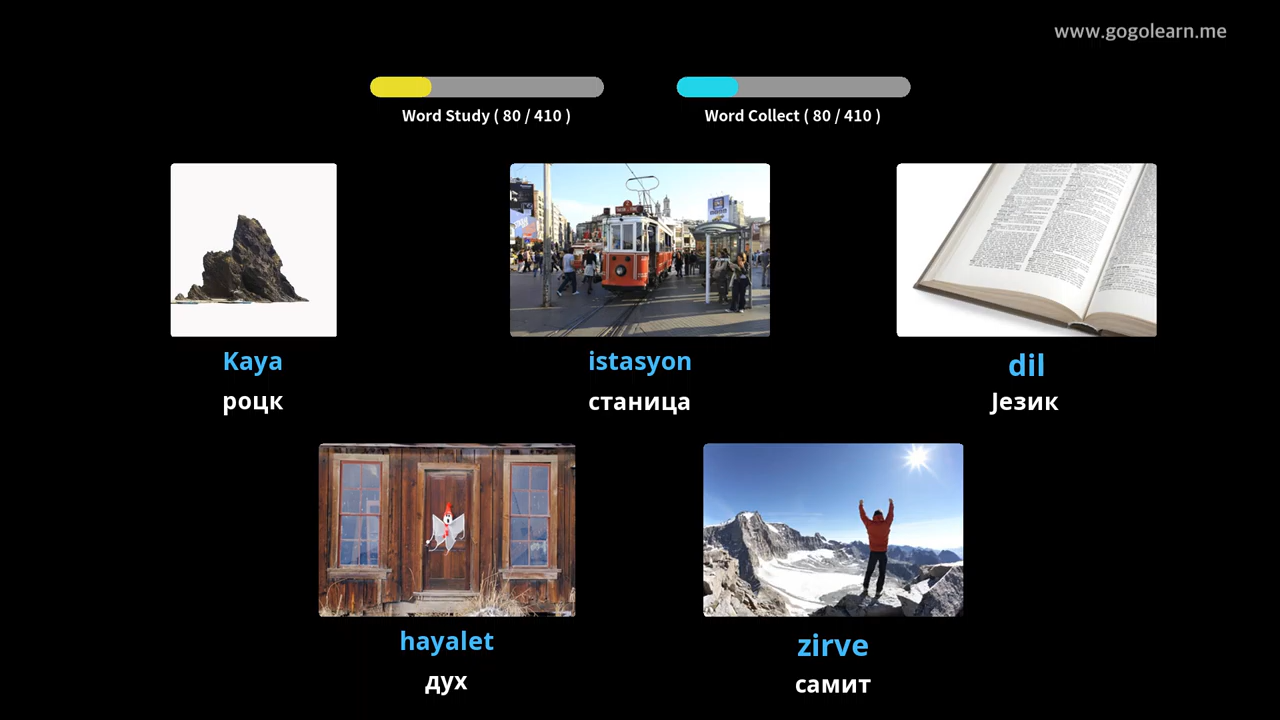 www.gogolearn.me
Word Study ( 80 / 410 )
Word Collect ( 80 / 410 )
Kaya
роцк
istasyon
станица
dil
Језик
hayalet
дух
zirve
самит